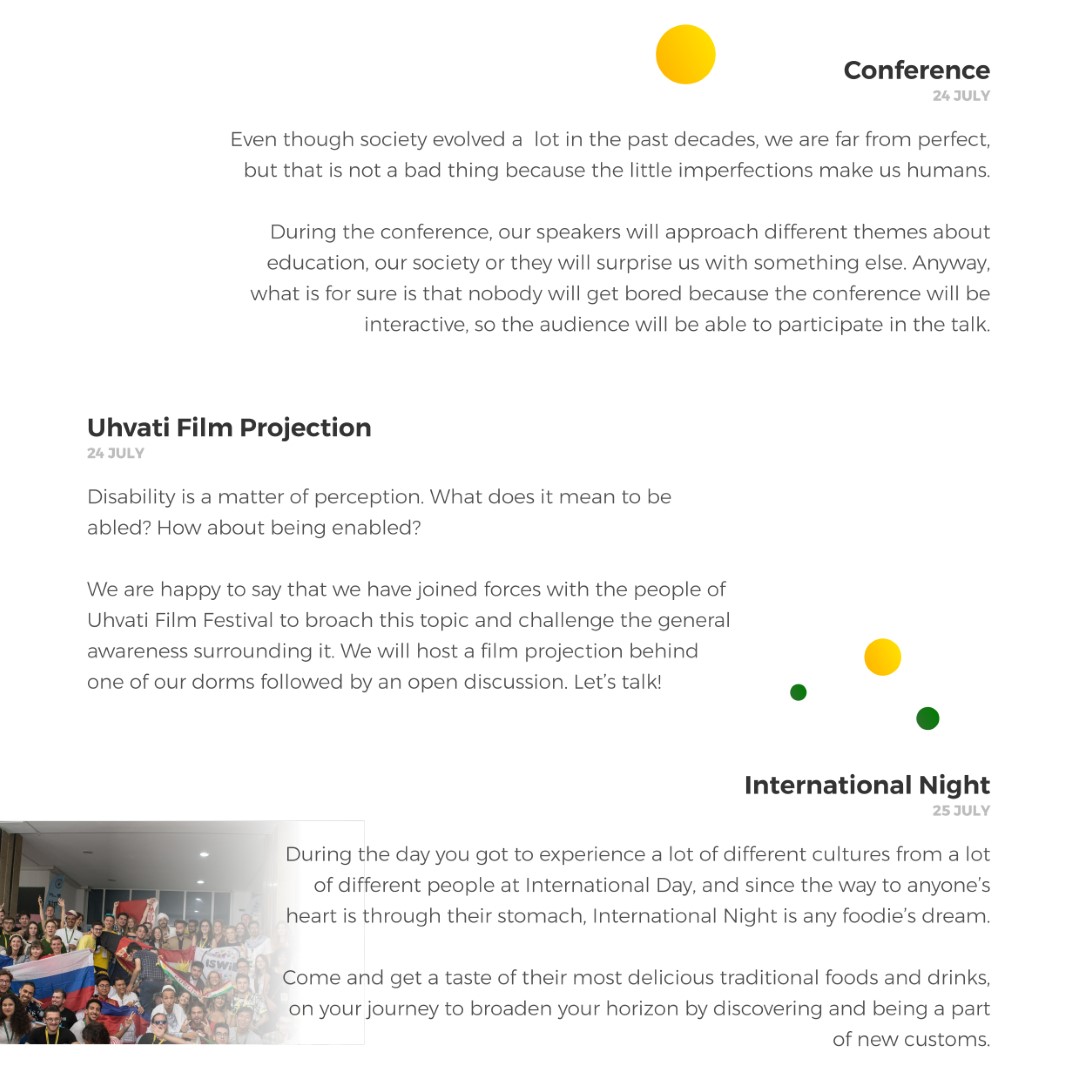 Conference
24 JULY
Even though society evolved a  lot in the past decades, we are far from perfect,
but that is not a bad thing because the little imperfections make us humans.
During the conference, our speakers will approach different themes about
education, our society or they will surprise us with something else. Anyway,
what is for sure is that nobody will get bored because the conference will be
interactive, so the audience will be able to participate in the talk.
Uhvati Film Projection
24 JULY
Disability is a matter of perception. What does it mean to be
abled? How about being enabled?
We are happy to say that we have joined forces with the people of
Uhvati Film Festival to broach this topic and challenge the general
awareness surrounding it. We will host a film projection behind
one of our dorms followed by an open discussion. Let’s talk!
International Night
25 JULY
During the day you got to experience a lot of different cultures from a lot
of different people at International Day, and since the way to anyone’s
heart is through their stomach, International Night is any foodie’s dream.
Come and get a taste of their most delicious traditional foods and drinks,
on your journey to broaden your horizon by discovering and being a part
of new customs.